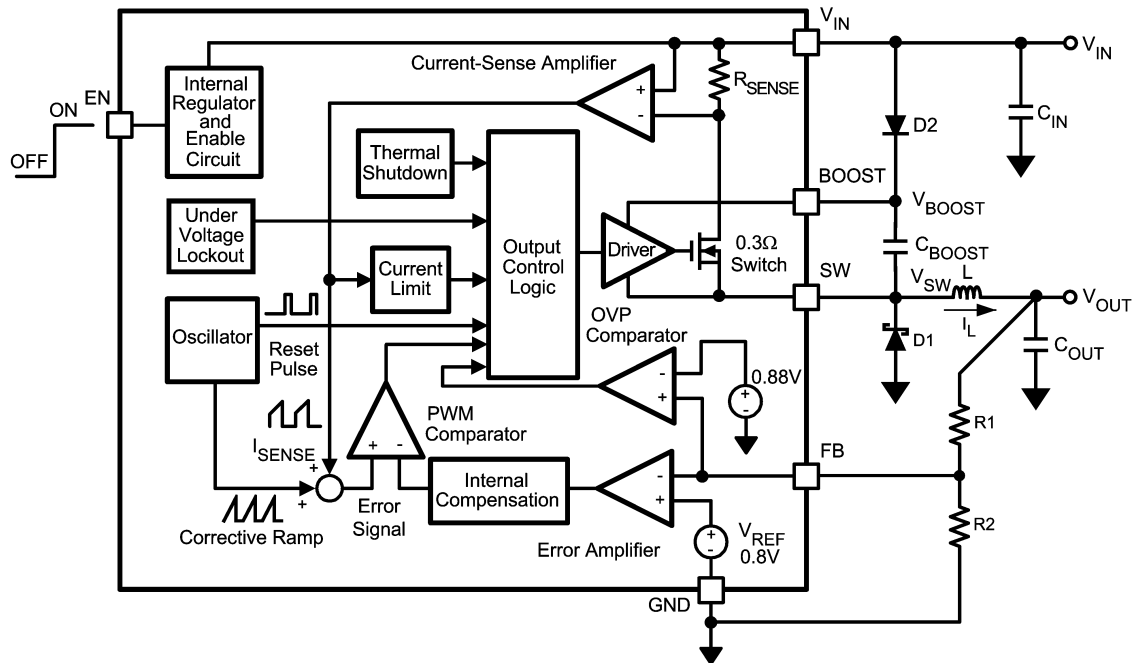 V_IN
V_IN
Current-Sense Amplifier
R_SENSE
C_IN
D2
EN
ON
OFF
Internal
Regulator
and
Enable
Circuit
Thermal
Shutdown
BOOST
V_BOOST
Under
Voltage
Lockout
Output
Control
Logic
Driver
0.3Ω
Switch
C_BOOST
Current
Limit
SW
V_SW
L
V_OUT
I_L
D1
C_OUT
Oscillator
Reset
Pulse
OVP
Comparator
-
+
+
-
0.88V
+
-
R1
I_SENSE
PWM
Comparator
+
-
+
+
FB
Internal
Compensation
-
+
Error
Signal
Corrective Ramp
Error Amplifier
+
-
V_REF
0.8V
R2
GND